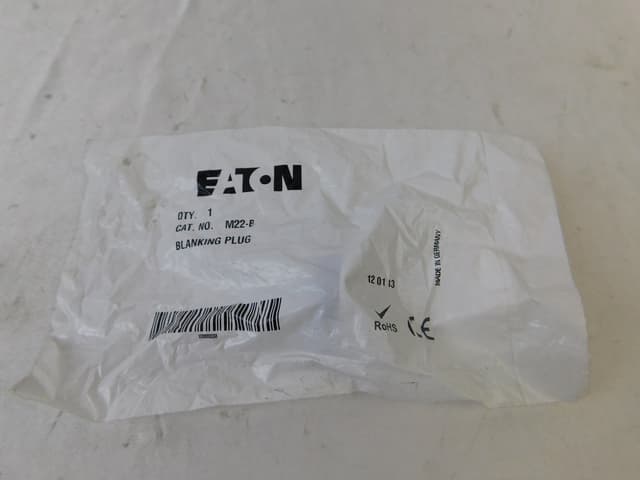 EATON
QTY. 1
CAT. NO. M22-B
BLANKING PLUG
MADE IN GERMANY
12 01 13
RoHS
CE